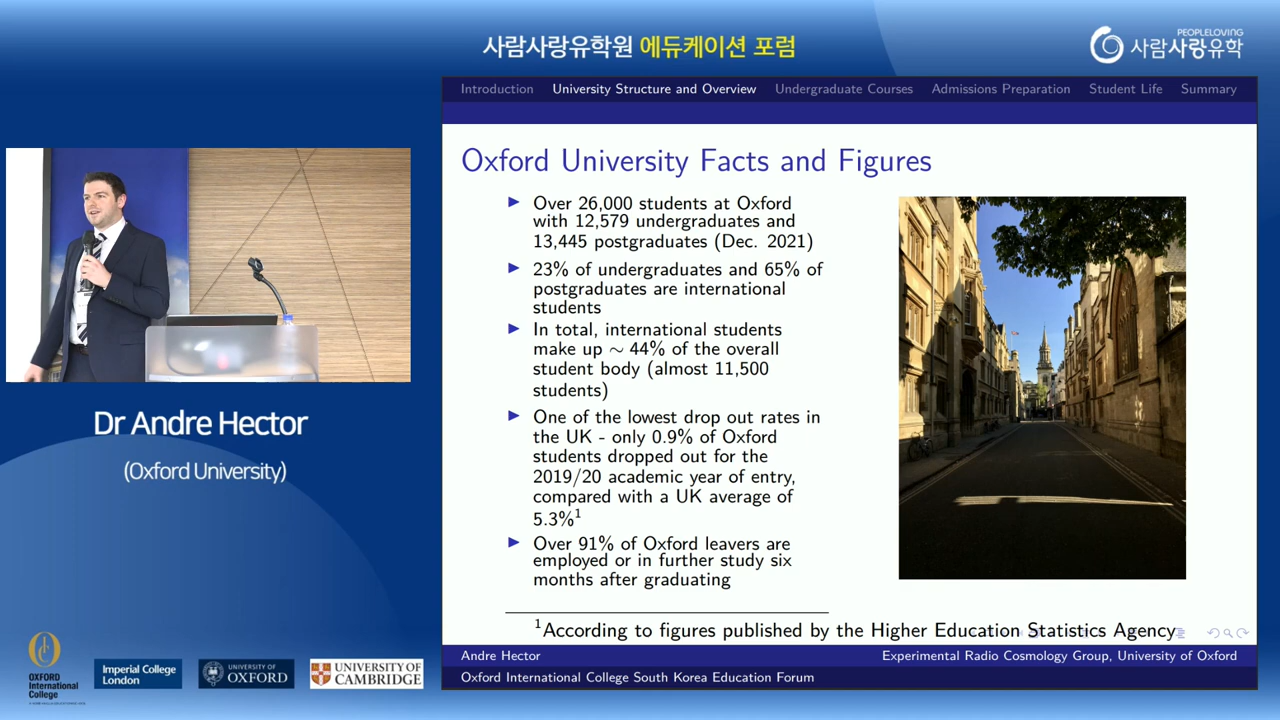 사람사랑유학원 에듀케이션 포럼
PEOPLELOVING
사람사랑유학
Introduction University Structure and Overview Undergraduate Courses Admissions Preparation Student Life Summary
Oxford University Facts and Figures
Over 26,000 students at Oxford
with 12,579 undergraduates and
13,445 postgraduates (Dec. 2021)
23% of undergraduates and 65% of
postgraduates are international
students
In total, international students
make up ∼ 44% of the overall
student body (almost 11,500
students)
One of the lowest drop out rates in
the UK - only 0.9% of Oxford
students dropped out for the
2019/20 academic year of entry,
compared with a UK average of
5.3%¹
Over 91% of Oxford leavers are
employed or in further study six
months after graduating
¹According to figures published by the Higher Education Statistics Agency
Andre Hector Experimental Radio Cosmology Group, University of Oxford
Oxford International College South Korea Education Forum
Dr Andre Hector
(Oxford University)
OXFORD
International
College
Imperial College
London
UNIVERSITY OF
OXFORD
UNIVERSITY OF
CAMBRIDGE